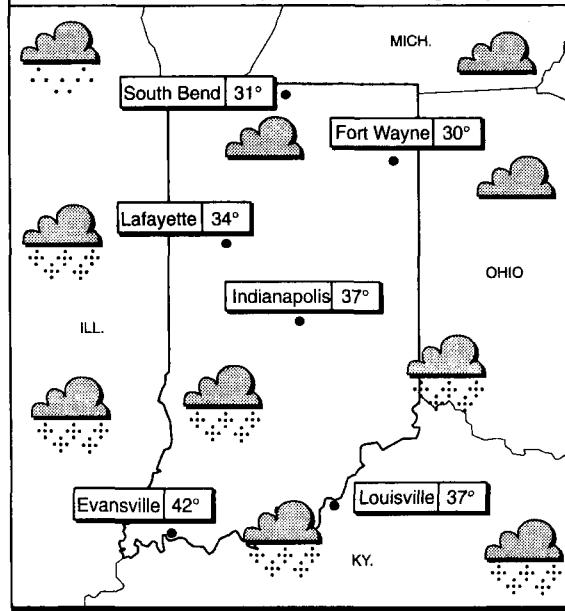 MICH.
South Bend 31°
Fort Wayne 30°
Lafayette 34°
OHIO
Indianapolis 37°
ILL.
Evansville 42°
Louisville 37°
KY.